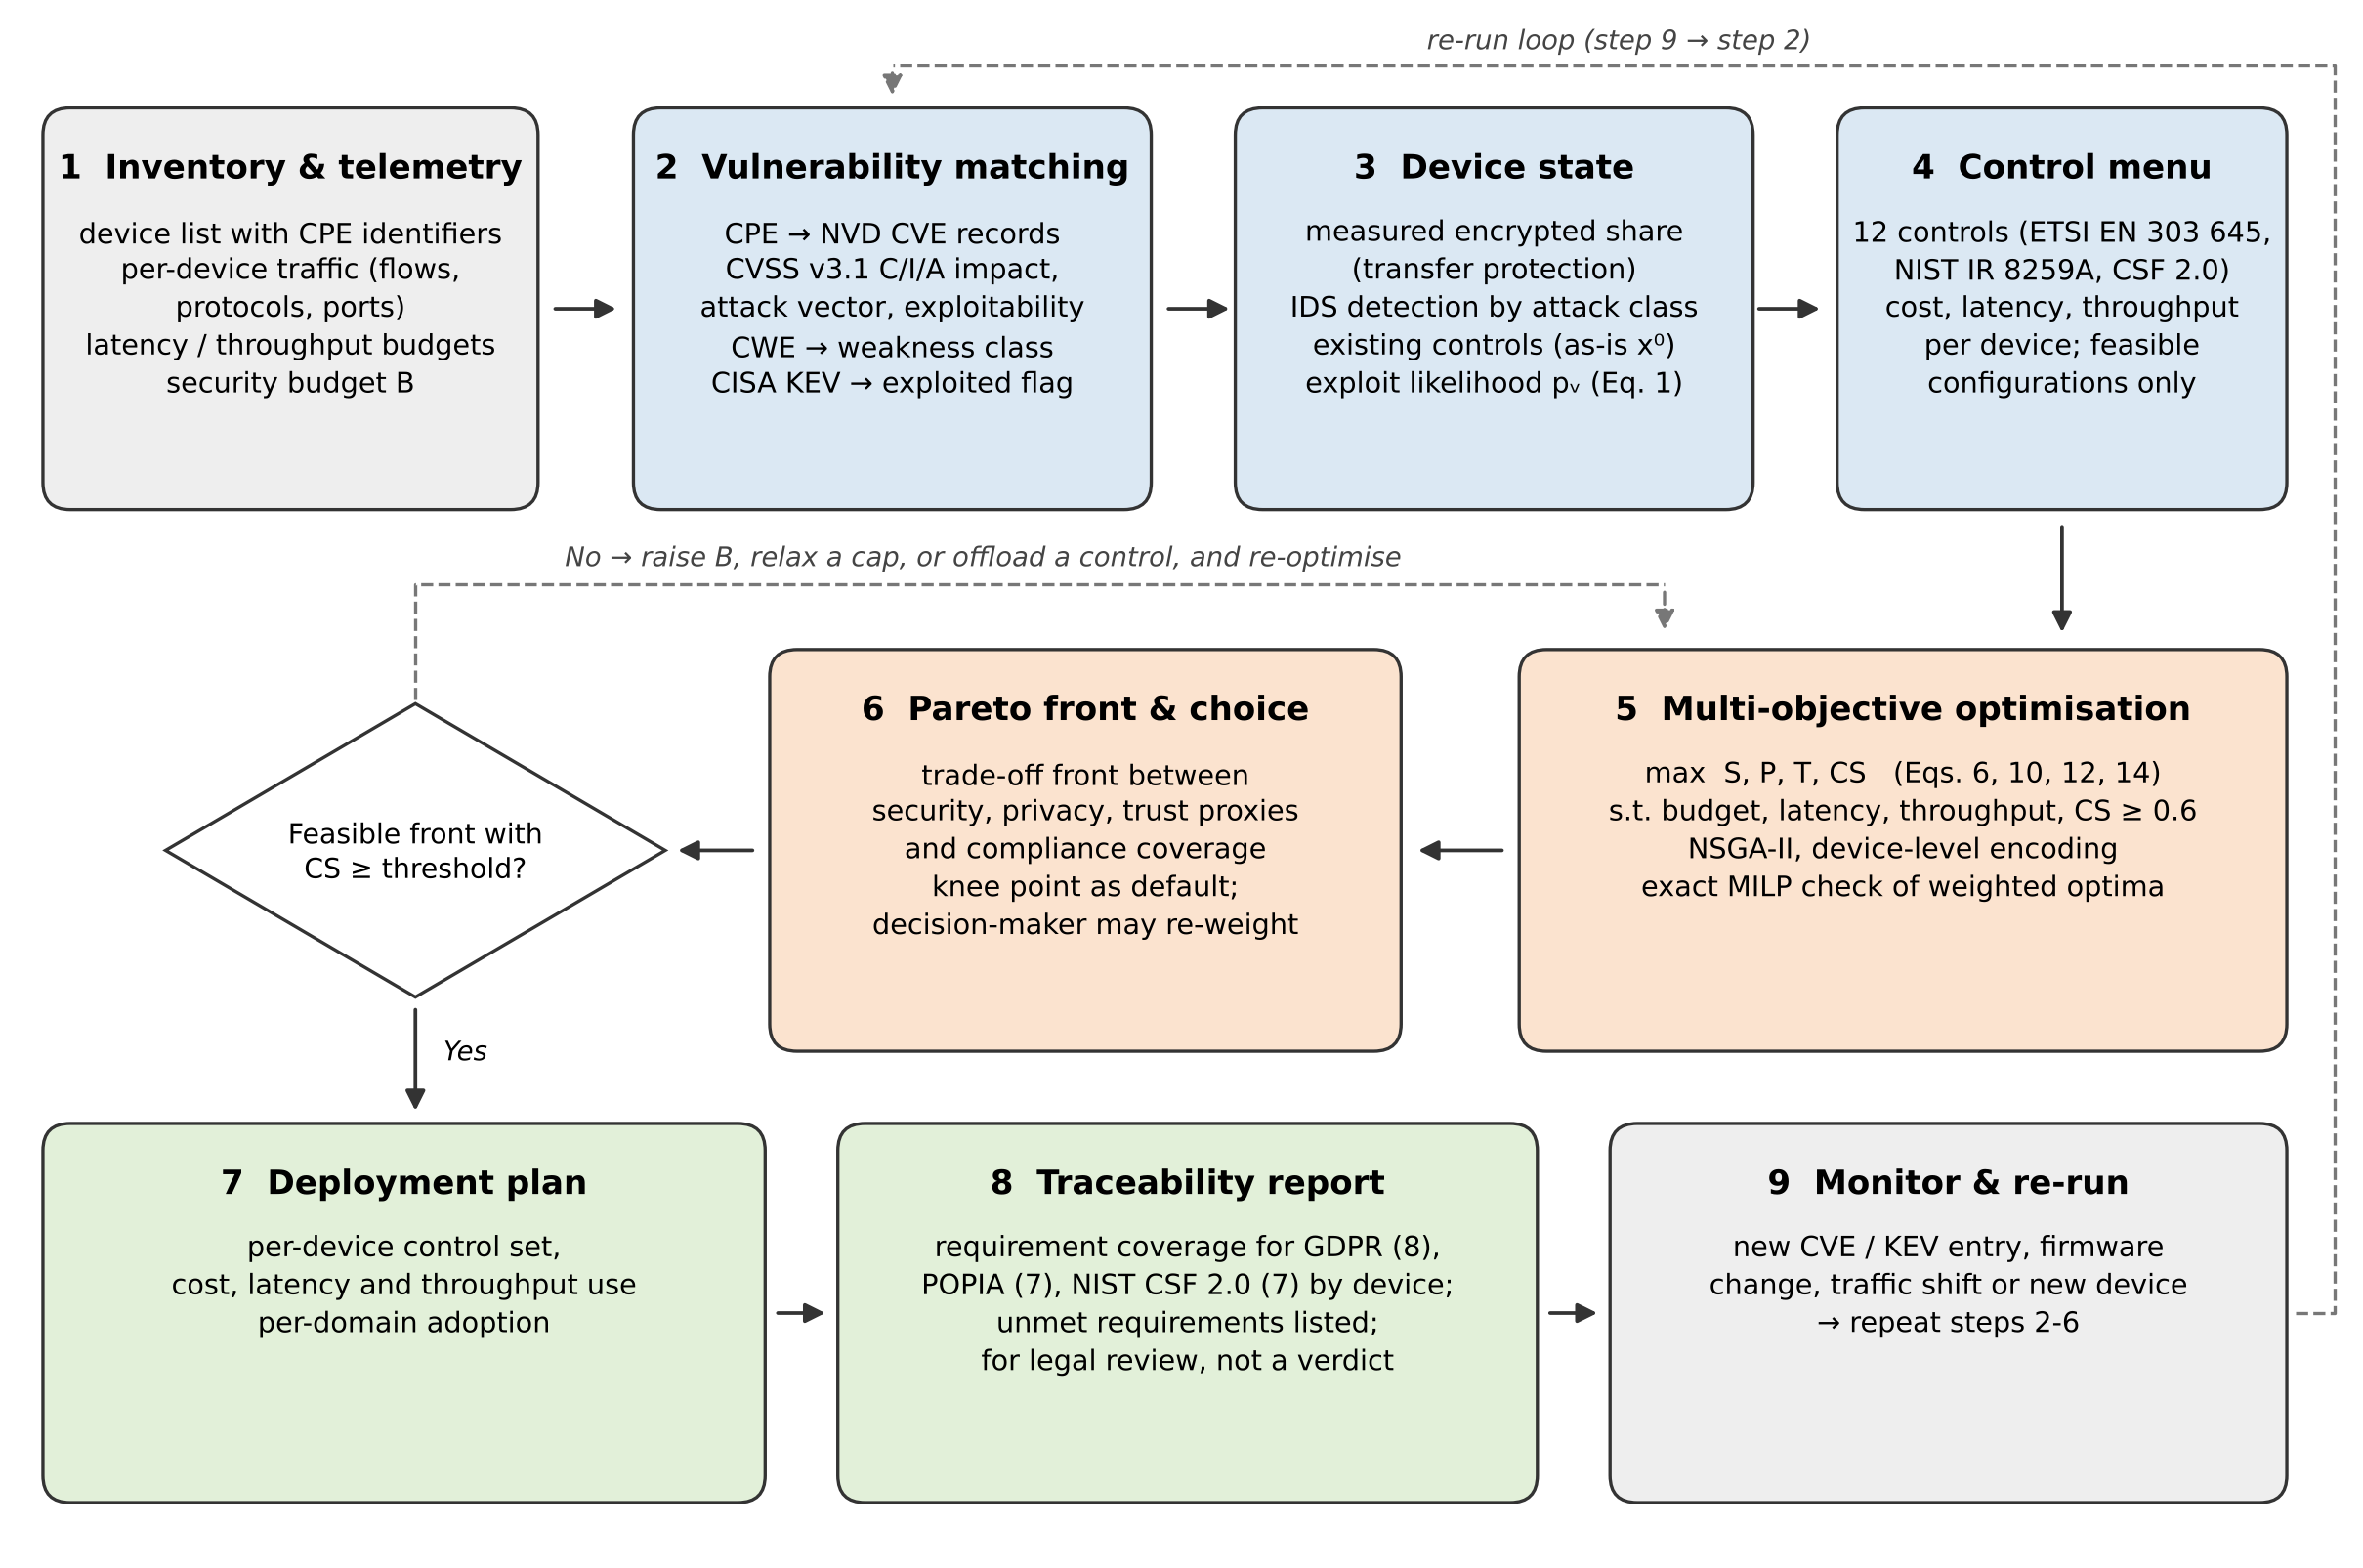 re-run loop (step 9 → step 2)
1 Inventory & telemetry
device list with CPE identifiers
per-device traffic (flows,
protocols, ports)
latency / throughput budgets
security budget B
2 Vulnerability matching
CPE → NVD CVE records
CVSS v3.1 C/I/A impact,
attack vector, exploitability
CWE → weakness class
CISA KEV → exploited flag
3 Device state
measured encrypted share
(transfer protection)
IDS detection by attack class
existing controls (as-is x⁰)
exploit likelihood pᵥ (Eq. 1)
4 Control menu
12 controls (ETSI EN 303 645,
NIST IR 8259A, CSF 2.0)
cost, latency, throughput
per device; feasible
configurations only
No → raise B, relax a cap, or offload a control, and re-optimise
5 Multi-objective optimisation
max S, P, T, CS (Eqs. 6, 10, 12, 14)
s.t. budget, latency, throughput, CS ≥ 0.6
NSGA-II, device-level encoding
exact MILP check of weighted optima
6 Pareto front & choice
trade-off front between
security, privacy, trust proxies
and compliance coverage
knee point as default;
decision-maker may re-weight
Feasible front with
CS ≥ threshold?
Yes
7 Deployment plan
per-device control set,
cost, latency and throughput use
per-domain adoption
8 Traceability report
requirement coverage for GDPR (8),
POPIA (7), NIST CSF 2.0 (7) by device;
unmet requirements listed;
for legal review, not a verdict
9 Monitor & re-run
new CVE / KEV entry, firmware
change, traffic shift or new device
→ repeat steps 2-6